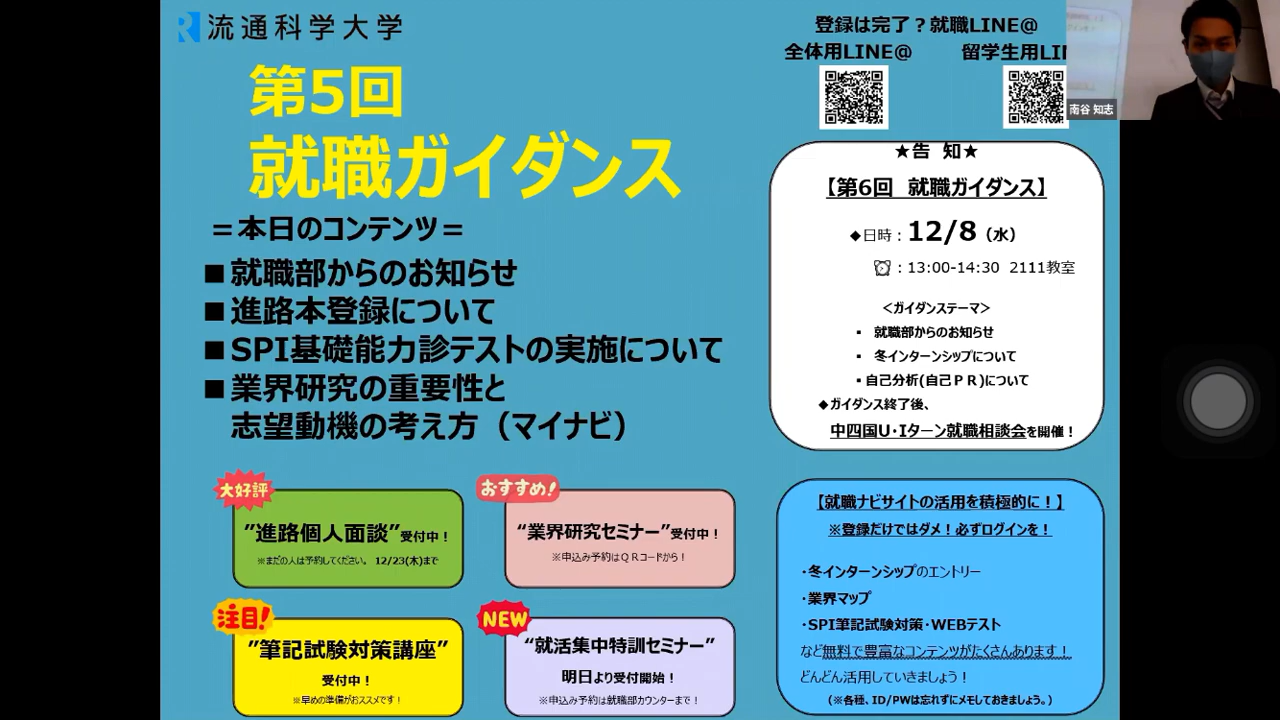 流通科学大学
第5回
就職ガイダンス
＝本日のコンテンツ＝
■就職部からのお知らせ
■進路本登録について
■SPI基礎能力診テストの実施について
■業界研究の重要性と
志望動機の考え方（マイナビ）
登録は完了？就職LINE@
全体用LINE@
留学生用LI
南谷 知志
★告 知★
【第6回 就職ガイダンス】
◆日時：12/8（水）
：13:00-14:30 2111教室
＜ガイダンステーマ＞
▪ 就職部からのお知らせ
▪ 冬インターンシップについて
▪自己分析(自己ＰＲ)について
◆ガイダンス終了後、
中四国U・Iターン就職相談会を開催！
大好評
”進路個人面談”受付中！
※まだの人は予約してください。 12/23(木)まで
おすすめ！
“業界研究セミナー”受付中！
※申込み予約はＱＲコードから！
注目！
”筆記試験対策講座”
受付中！
※早めの準備がおススメです！
NEW
“就活集中特訓セミナー”
明日より受付開始！
※申込み予約は就職部カウンターまで！
【就職ナビサイトの活用を積極的に！】
※登録だけではダメ！必ずログインを！
・冬インターンシップのエントリー
・業界マップ
・SPI筆記試験対策・WEBテスト
など無料で豊富なコンテンツがたくさんあります！
どんどん活用していきましょう！
（※各種、ID/PWは忘れずにメモしておきましょう。）